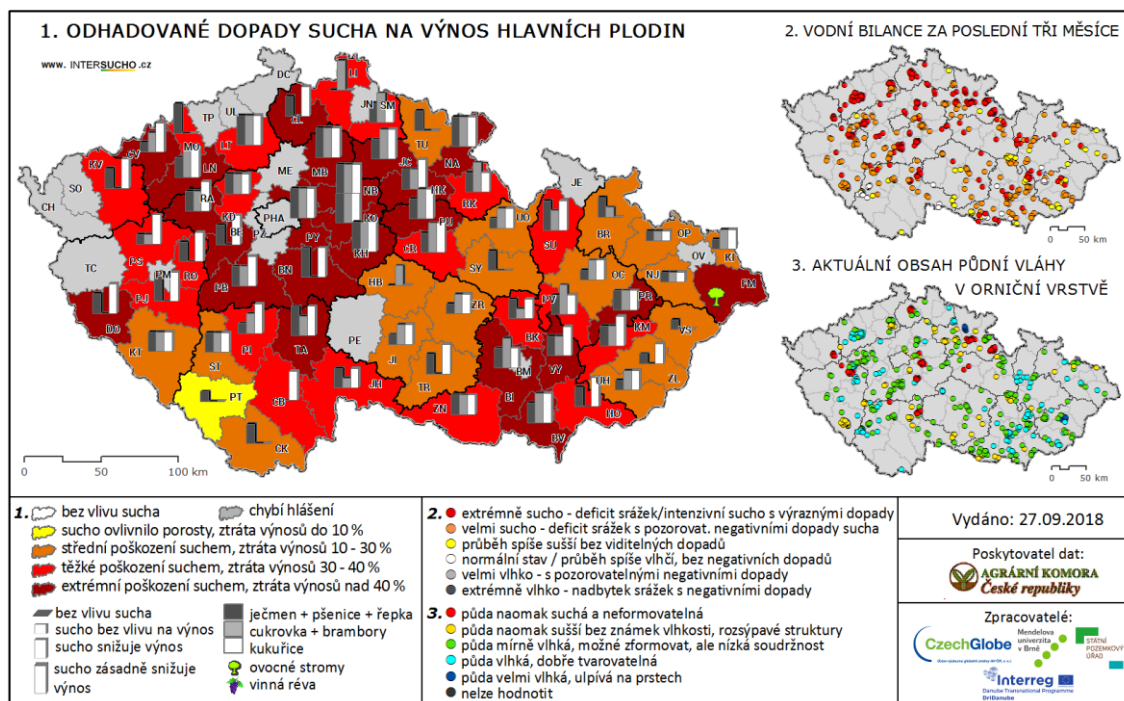 1. ODHADOVANÉ DOPADY SUCHA NA VÝNOS HLAVNÍCH PLODIN
www. INTERSUCHO .cz
DC
LI
JN
SM
UL
TP
TU
MO
LT
CV
KV
LN
ME
MB
JC
NA
SO
RA
NB
HK
RK
JE
CH
KD
PHA
KO
PU
UO
BE
PZ
PY
KH
CR
SU
BR
OP
TC
PS
RO
PM
BN
SY
OV
KI
PB
HB
OC
NJ
FM
PJ
ZR
PV
PR
DO
KT
PI
TA
PE
BK
KM
VS
ST
JI
BM
VY
ZL
PT
CB
JH
TR
BI
UH
CK
ZN
HO
BV
0 50 100 km
2. VODNÍ BILANCE ZA POSLEDNÍ TŘI MĚSÍCE
0 50 km
3. AKTUÁLNÍ OBSAH PŮDNÍ VLÁHY
V ORNIČNÍ VRSTVĚ
0 50 km
1. bez vlivu sucha
chybí hlášení
sucho ovlivnilo porosty, ztráta výnosů do 10 %
střední poškození suchem, ztráta výnosů 10 - 30 %
těžké poškození suchem, ztráta výnosů 30 - 40 %
extrémní poškození suchem, ztráta výnosů nad 40 %
bez vlivu sucha
sucho bez vlivu na výnos
sucho snižuje výnos
sucho zásadně snižuje
výnos
ječmen + pšenice + řepka
cukrovka + brambory
kukuřice
ovocné stromy
vinná réva
2. extrémně sucho - deficit srážek/intenzivní sucho s výraznými dopady
velmi sucho - deficit srážek s pozorovat. negativními dopady sucha
průběh spíše sušší bez viditelných dopadů
normální stav / průběh spíše vlhčí, bez negativních dopadů
velmi vlhko - s pozorovatelnými negativními dopady
extrémně vlhko - nadbytek srážek s negativními dopady
3. půda naomak suchá a neformovatelná
půda naomak sušší bez známek vlhkosti, rozsýpavé struktury
půda mírně vlhká, možné zformovat, ale nízká soudržnost
půda vlhká, dobře tvarovatelná
půda velmi vlhká, ulpívá na prstech
nelze hodnotit
Vydáno: 27.09.2018
Poskytovatel dat:
AGRÁRNÍ KOMORA
České republiky
Zpracovatelé:
CzechGlobe
Mendelova
univerzita
v Brně
STÁTNÍ
POZEMKOVÝ
ÚŘAD
Interreg
Danube Transnational Programme
DriDanube